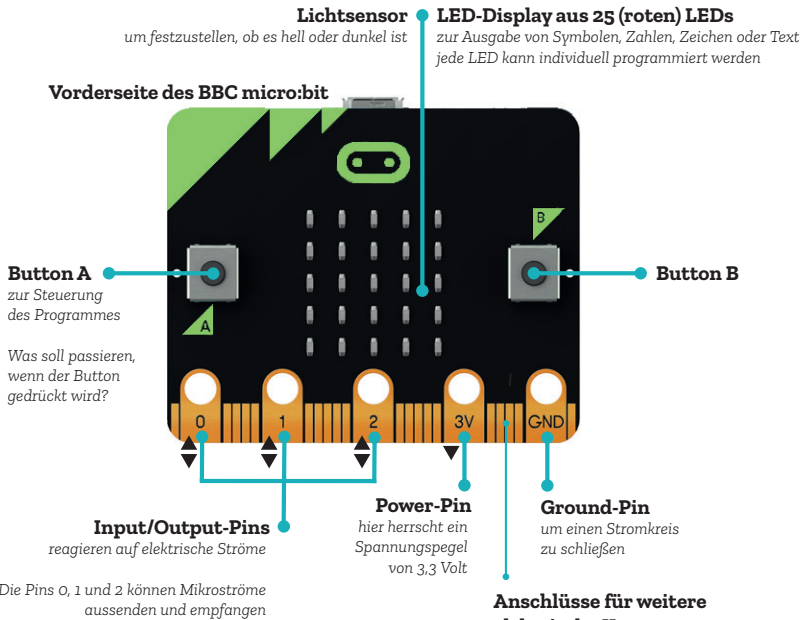 Lichtsensor
um festzustellen, ob es hell oder dunkel ist
LED-Display aus 25 (roten) LEDs
zur Ausgabe von Symbolen, Zahlen, Zeichen oder Text
jede LED kann individuell programmiert werden
Vorderseite des BBC micro:bit
B
Button A
zur Steuerung
des Programmes
Was soll passieren,
wenn der Button
gedrückt wird?
A
Button B
0 1 2 3V GND
Input/Output-Pins
reagieren auf elektrische Ströme
Die Pins 0, 1 und 2 können Mikroströme
aussenden und empfangen
Power-Pin
hier herrscht ein
Spannungspegel
von 3,3 Volt
Ground-Pin
um einen Stromkreis
zu schließen
Anschlüsse für weitere